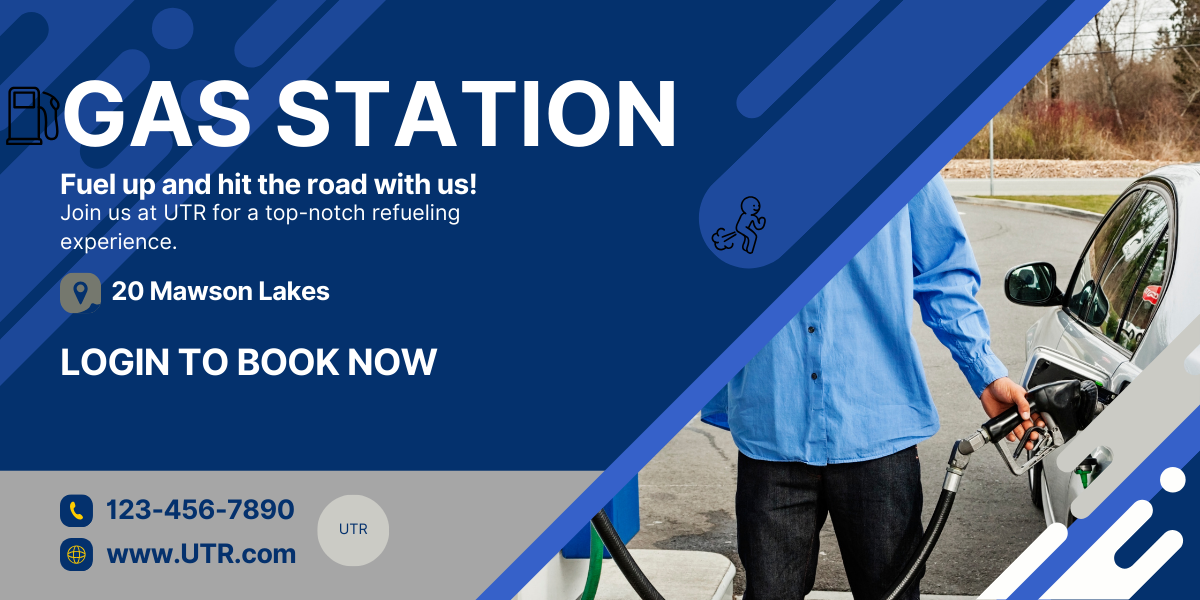 GAS STATION
Fuel up and hit the road with us!
Join us at UTR for a top-notch refueling
experience.
20 Mawson Lakes
LOGIN TO BOOK NOW
123-456-7890
UTR
www.UTR.com